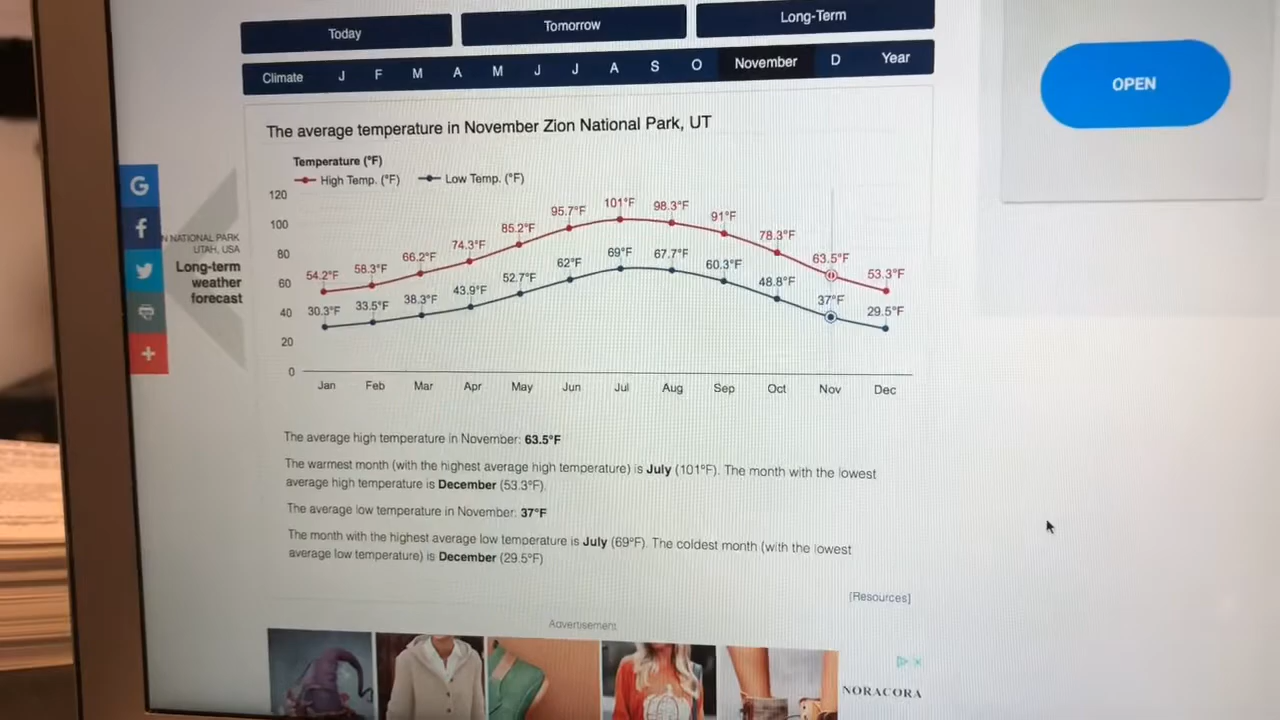 Today
Tomorrow
Long-Term
Climate J F M A M J J A S O November D Year
OPEN
The average temperature in November Zion National Park, UT
Temperature (°F)
High Temp. (°F) Low Temp. (°F)
120
100
80
60
40
20
0
54.2°F 58.3°F 66.2°F 74.3°F 85.2°F 95.7°F 101°F 98.3°F 91°F 78.3°F 63.5°F 53.3°F
30.3°F 33.5°F 38.3°F 43.9°F 52.7°F 62°F 69°F 67.7°F 60.3°F 48.8°F 37°F 29.5°F
Jan Feb Mar Apr May Jun Jul Aug Sep Oct Nov Dec
G
f
N NATIONAL PARK
UTAH, USA
Long-term
weather
forecast
+
The average high temperature in November: 63.5°F
The warmest month (with the highest average high temperature) is July (101°F). The month with the lowest
average high temperature is December (53.3°F).
The average low temperature in November: 37°F
The month with the highest average low temperature is July (69°F). The coldest month (with the lowest
average low temperature) is December (29.5°F)
[Resources]
Advertisement
NORACORA